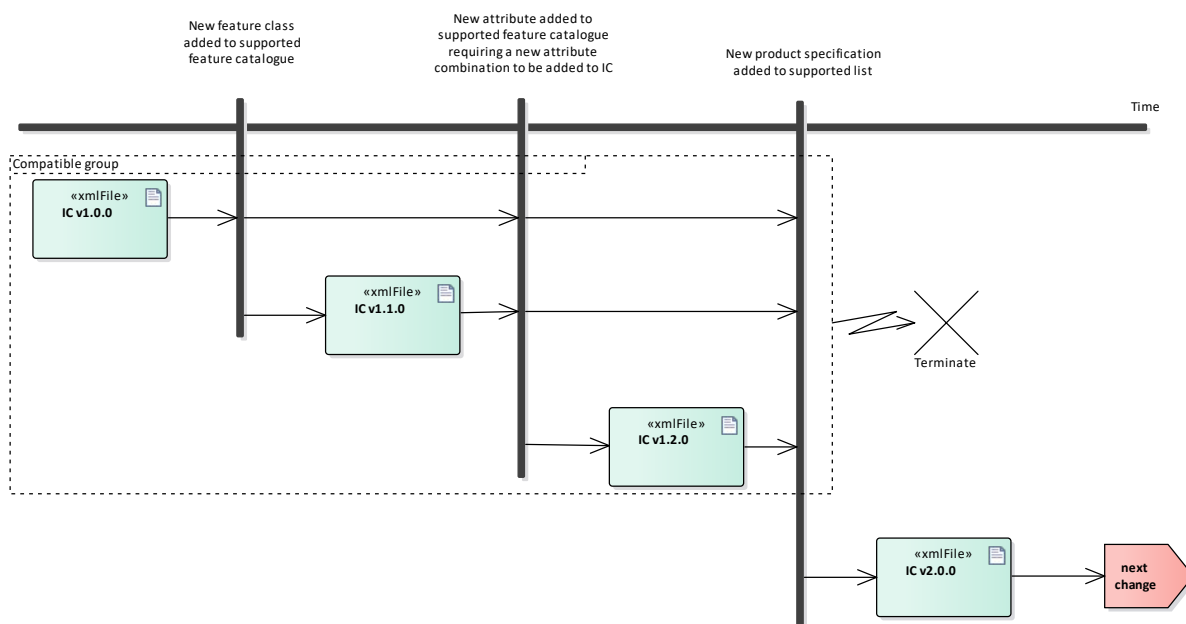 New feature class
added to supported
feature catalogue
New attribute added to
supported feature catalogue
requiring a new attribute
combination to be added to IC
New product specification
added to supported list
Time
Compatible group
«xmlFile»
IC v1.0.0
«xmlFile»
IC v1.1.0
Terminate
«xmlFile»
IC v1.2.0
«xmlFile»
IC v2.0.0
next
change